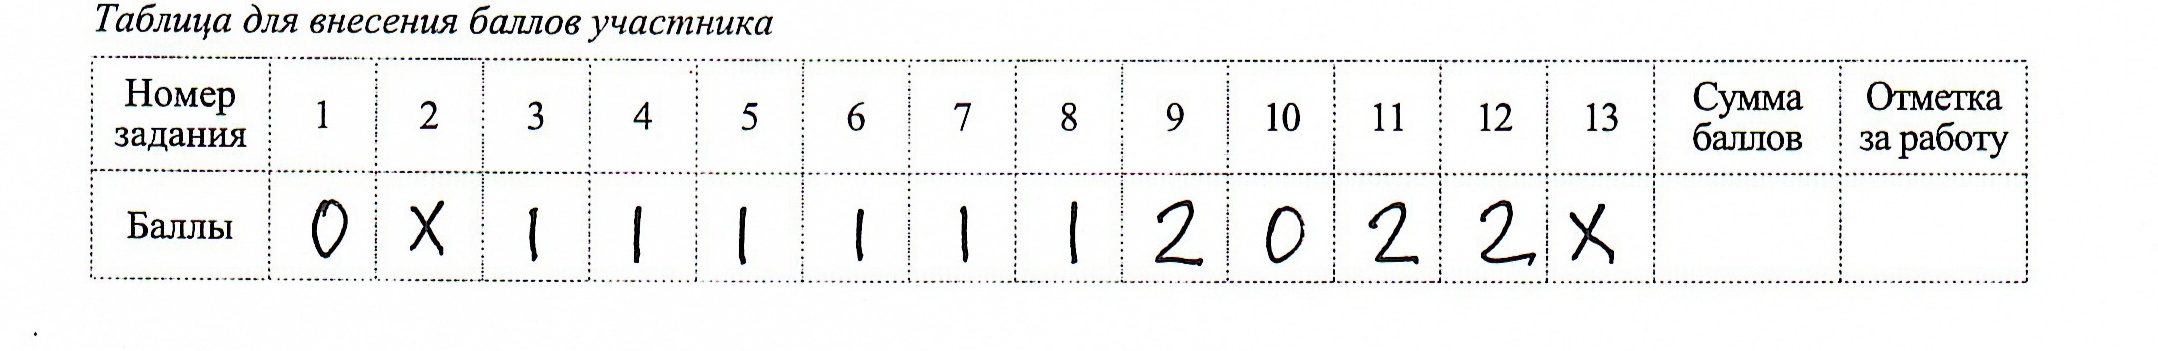 Таблица для внесения баллов участника
Номер задания 1 2 3 4 5 6 7 8 9 10 11 12 13 Сумма баллов Отметка за работу
Баллы 0 X 1 1 1 1 1 1 2 0 2 2 X